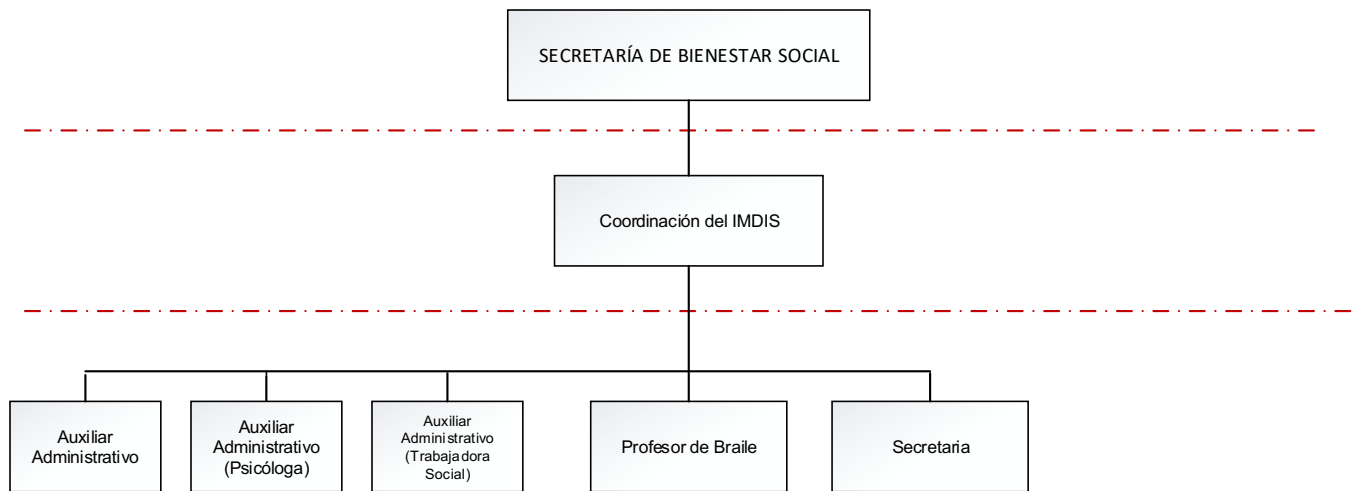 SECRETARÍA DE BIENESTAR SOCIAL
Coordinación del IMDIS
Auxiliar
Administrativo
Auxiliar
Administrativo
(Psicóloga)
Auxiliar
Administrativo
(Trabajadora
Social)
Profesor de Braile
Secretaria